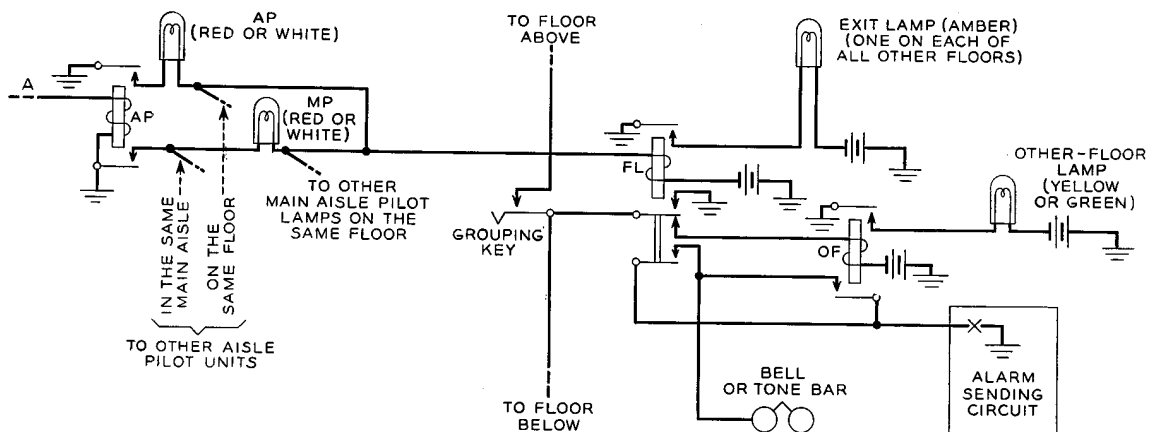 AP
(RED OR WHITE)
A
AP
MP
(RED OR
WHITE)
IN THE SAME
MAIN AISLE
ON THE
SAME FLOOR
TO OTHER AISLE
PILOT UNITS
TO OTHER
MAIN AISLE PILOT
LAMPS ON THE
SAME FLOOR
TO FLOOR
ABOVE
GROUPING
KEY
TO FLOOR
BELOW
FL
EXIT LAMP (AMBER)
(ONE ON EACH OF
ALL OTHER FLOORS)
OTHER-FLOOR
LAMP
(YELLOW
OR GREEN)
OF
BELL
OR TONE BAR
ALARM
SENDING
CIRCUIT